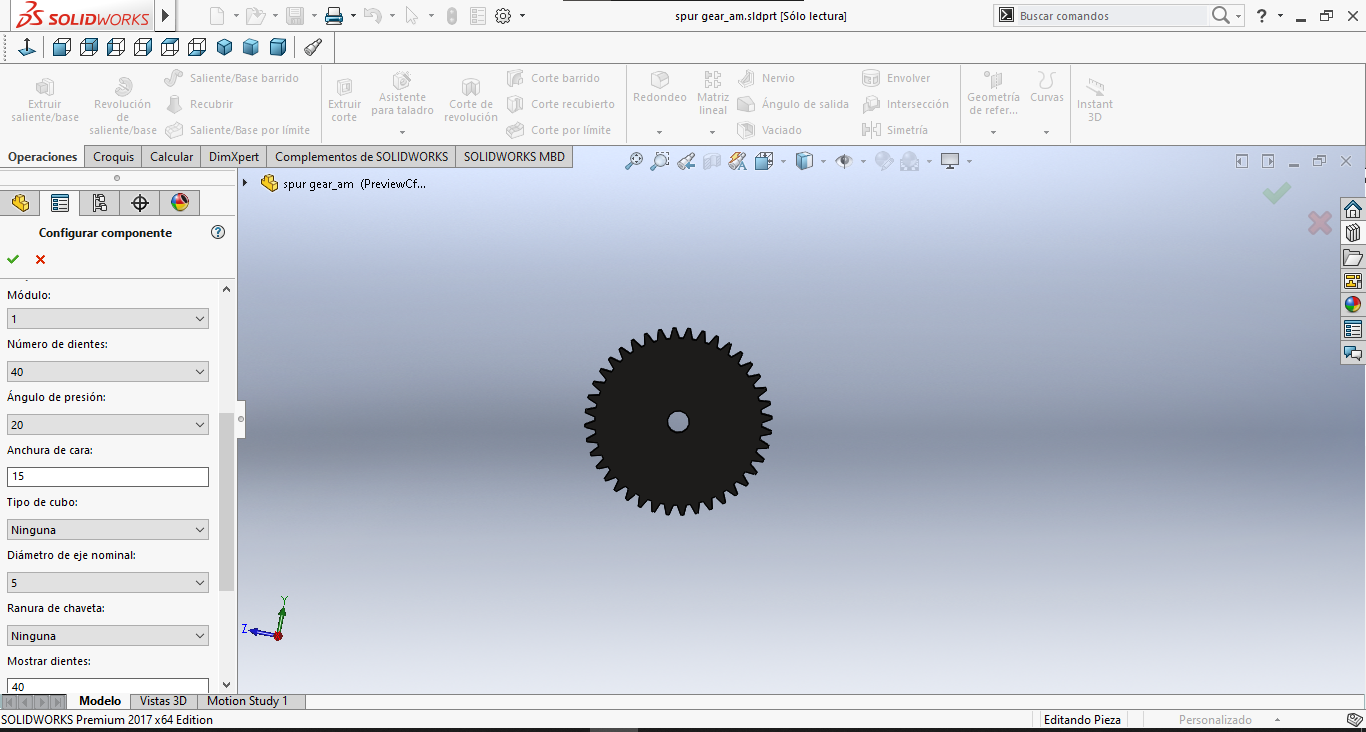 SOLIDWORKS
spur gear_am.sldprt [Sólo lectura]
Buscar comandos
?
Extruir saliente/base
Revolución de saliente/base
Saliente/Base barrido
Recubrir
Saliente/Base por límite
Extruir corte
Asistente para taladro
Corte de revolución
Corte barrido
Corte recubierto
Corte por límite
Redondeo
Matriz lineal
Nervio
Ángulo de salida
Vaciado
Envolver
Intersección
Simetría
Geometría de refer...
Curvas
Instant 3D
Operaciones
Croquis
Calcular
DimXpert
Complementos de SOLIDWORKS
SOLIDWORKS MBD
spur gear_am (PreviewCf...
Configurar componente
?
Módulo:
1
Número de dientes:
40
Ángulo de presión:
20
Anchura de cara:
15
Tipo de cubo:
Ninguna
Diámetro de eje nominal:
5
Ranura de chaveta:
Ninguna
Mostrar dientes:
40
Y
Z
Modelo
Vistas 3D
Motion Study 1
SOLIDWORKS Premium 2017 x64 Edition
Editando Pieza
Personalizado